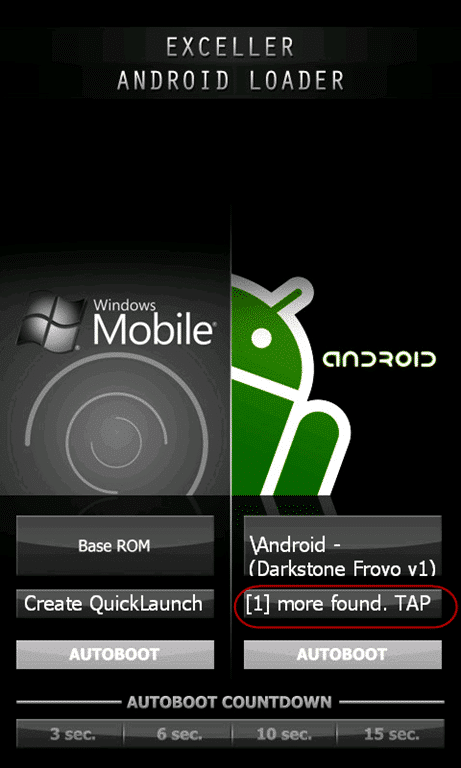 EXCELLER
ANDROID LOADER
Windows
Mobile®
ANDROID
Base ROM
\Android -
(Darkstone Frovo v1)
Create QuickLaunch
[1] more found. TAP
AUTOBOOT
AUTOBOOT
AUTOBOOT COUNTDOWN
3 sec.
6 sec.
10 sec.
15 sec.